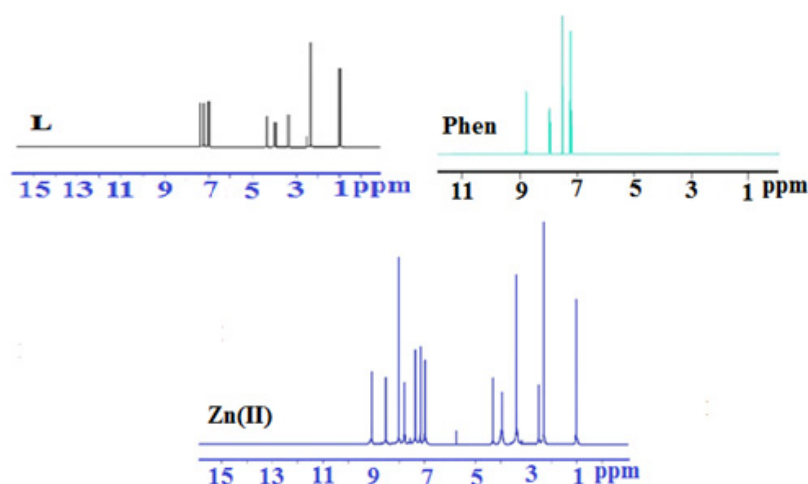 L
15 13 11 9 7 5 3 1 ppm
Phen
11 9 7 5 3 1 ppm
Zn(II)
15 13 11 9 7 5 3 1 ppm